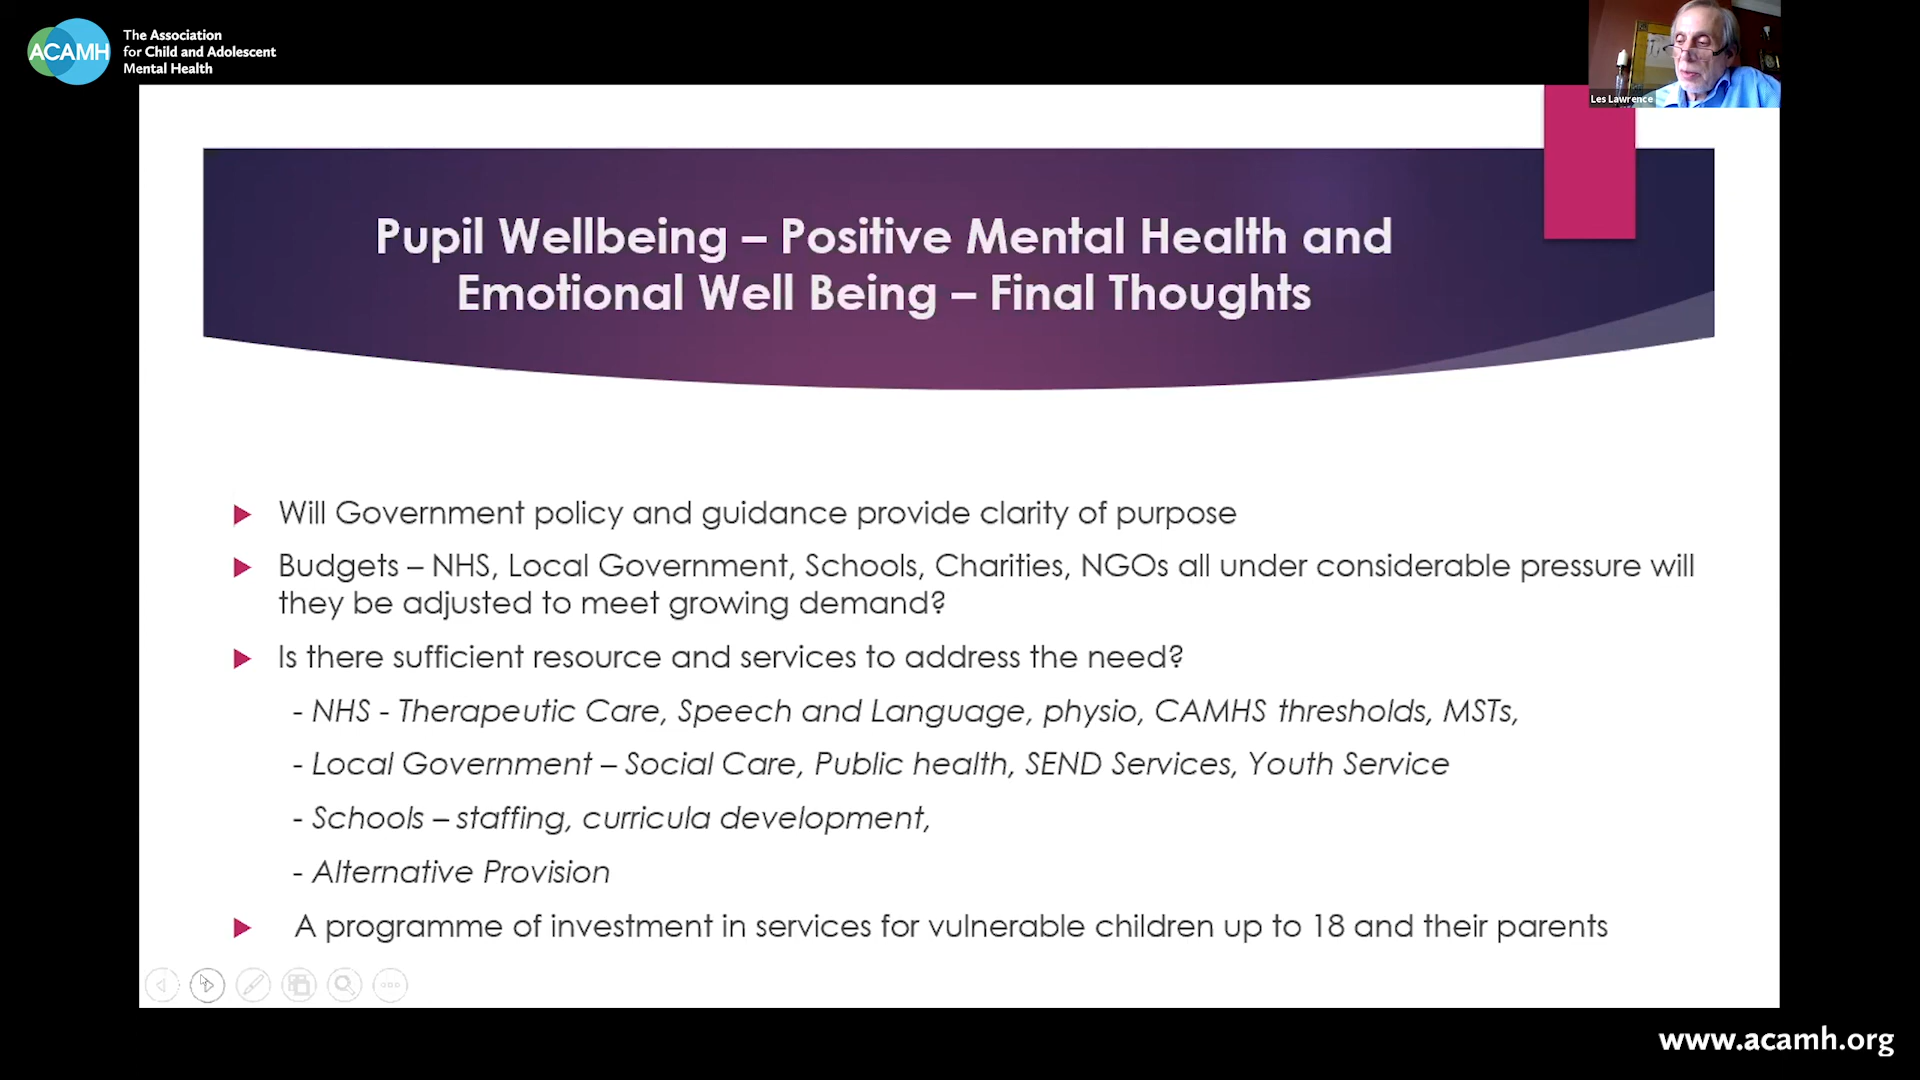 ACAMH
The Association
for Child and Adolescent
Mental Health
Les Lawrence
Pupil Wellbeing – Positive Mental Health and
Emotional Well Being – Final Thoughts
Will Government policy and guidance provide clarity of purpose
Budgets – NHS, Local Government, Schools, Charities, NGOs all under considerable pressure will
they be adjusted to meet growing demand?
Is there sufficient resource and services to address the need?
- NHS - Therapeutic Care, Speech and Language, physio, CAMHS thresholds, MSTs,
- Local Government – Social Care, Public health, SEND Services, Youth Service
- Schools – staffing, curricula development,
- Alternative Provision
A programme of investment in services for vulnerable children up to 18 and their parents
www.acamh.org